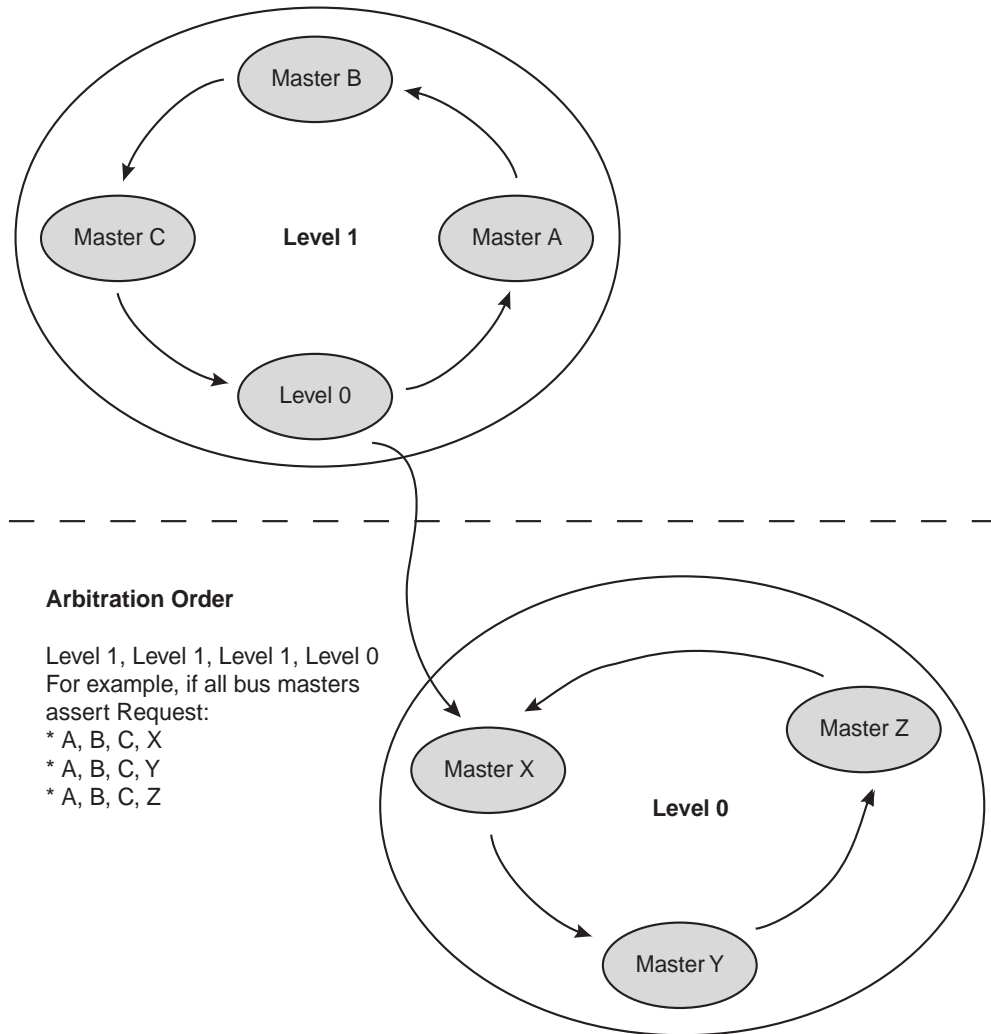 Master B
Master C
Level 1
Master A
Level 0
Arbitration Order
Level 1, Level 1, Level 1, Level 0
For example, if all bus masters
assert Request:
* A, B, C, X
* A, B, C, Y
* A, B, C, Z
Master Z
Master X
Level 0
Master Y